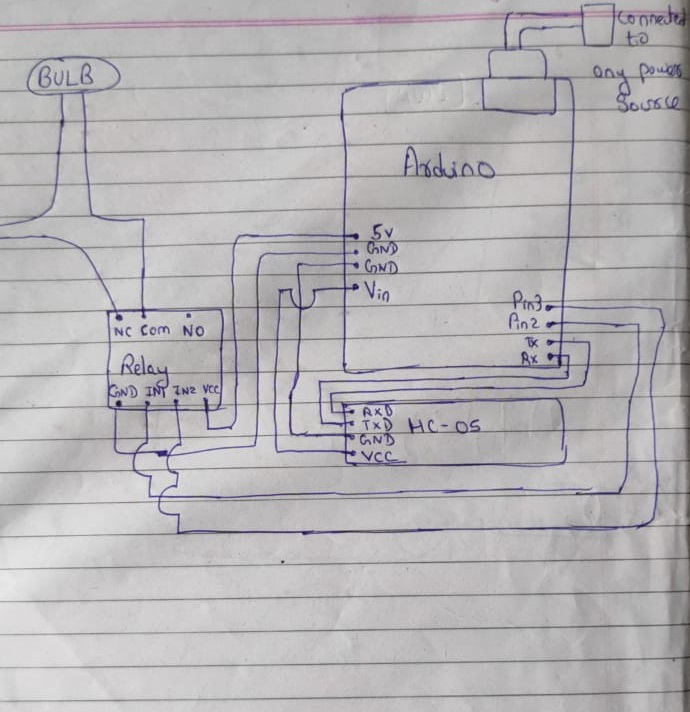 Connected
to
any power
Source
BULB
Arduino
5v
GND
GND
Vin
Pin3
Pin2
Tx
Rx
NC Com NO
Relay
GND IN1 IN2 VCC
RXD
TXD HC-05
GND
VCC